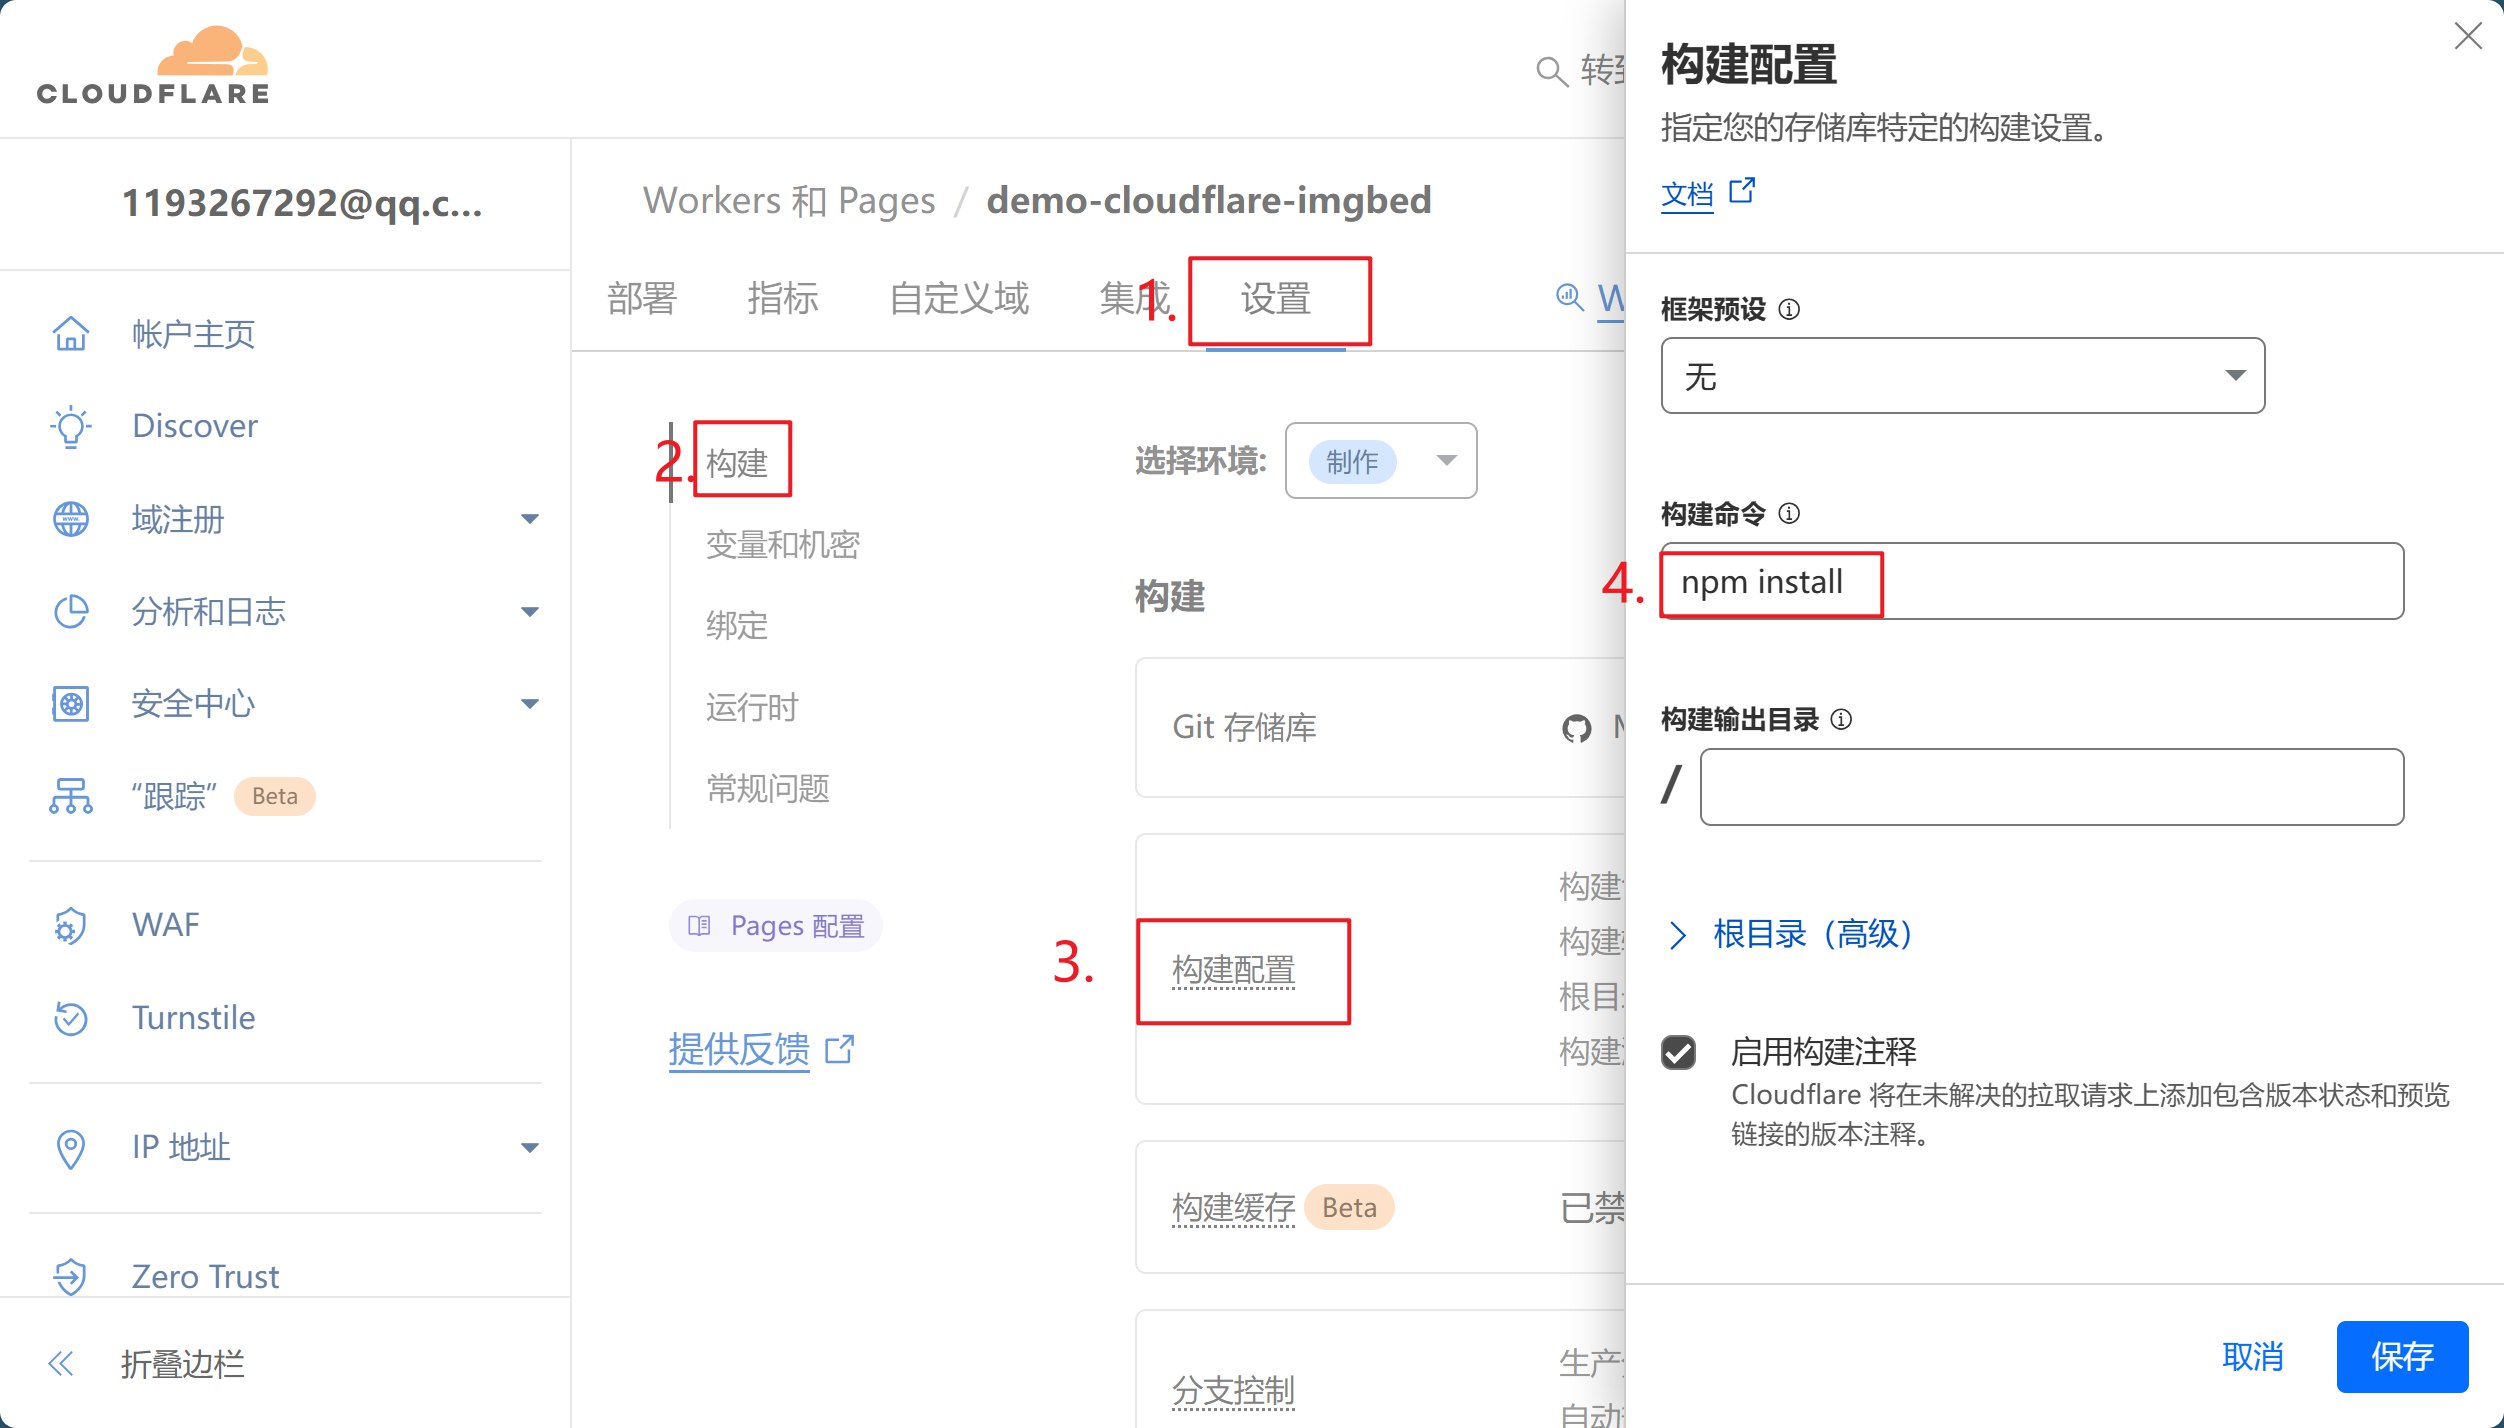 CLOUDFLARE
转到
1193267292@qq.c...
帐户主页
Discover
域注册
分析和日志
安全中心
“跟踪” Beta
WAF
Turnstile
IP 地址
Zero Trust
折叠边栏
Workers 和 Pages / demo-cloudflare-imgbed
部署
指标
自定义域
集成
1.
设置
W
2.
构建
变量和机密
绑定
运行时
常规问题
Pages 配置
提供反馈
选择环境:
制作
构建
Git 存储库
3.
构建配置
构建
构建
根目
构建
构建缓存 Beta
已禁
分支控制
生产
自动
构建配置
指定您的存储库特定的构建设置。
文档
框架预设
无
构建命令
4.
npm install
构建输出目录
/
根目录（高级）
启用构建注释
Cloudflare 将在未解决的拉取请求上添加包含版本状态和预览
链接的版本注释。
取消
保存